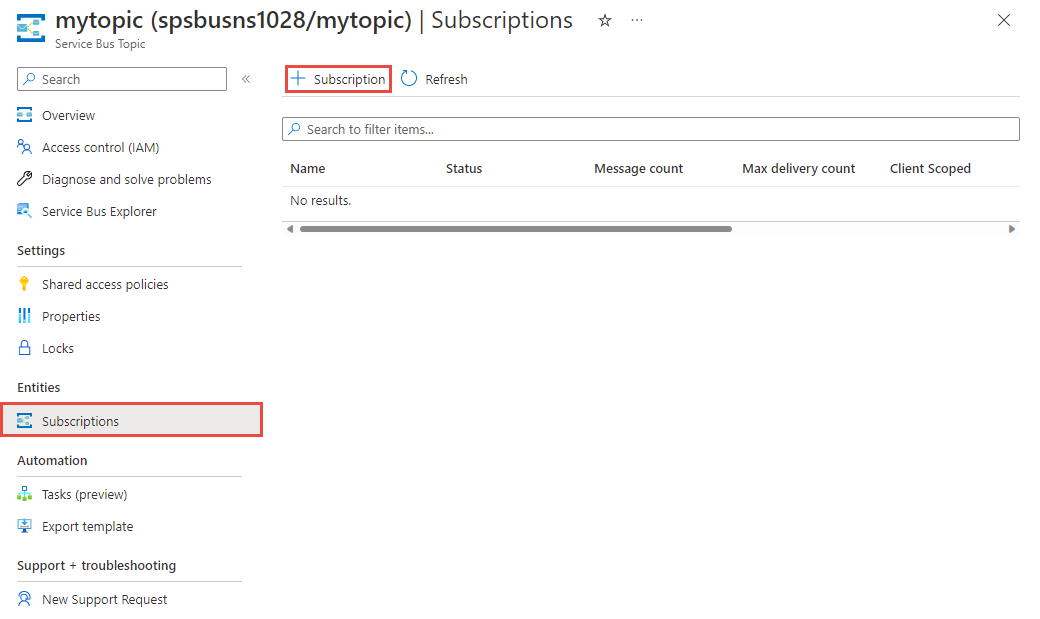 mytopic (spsbusns1028/mytopic) | Subscriptions
Service Bus Topic
Search
Subscription
Refresh
Overview
Access control (IAM)
Diagnose and solve problems
Service Bus Explorer
Settings
Shared access policies
Properties
Locks
Entities
Subscriptions
Automation
Tasks (preview)
Export template
Support + troubleshooting
New Support Request
Search to filter items...
Name Status Message count Max delivery count Client Scoped
No results.